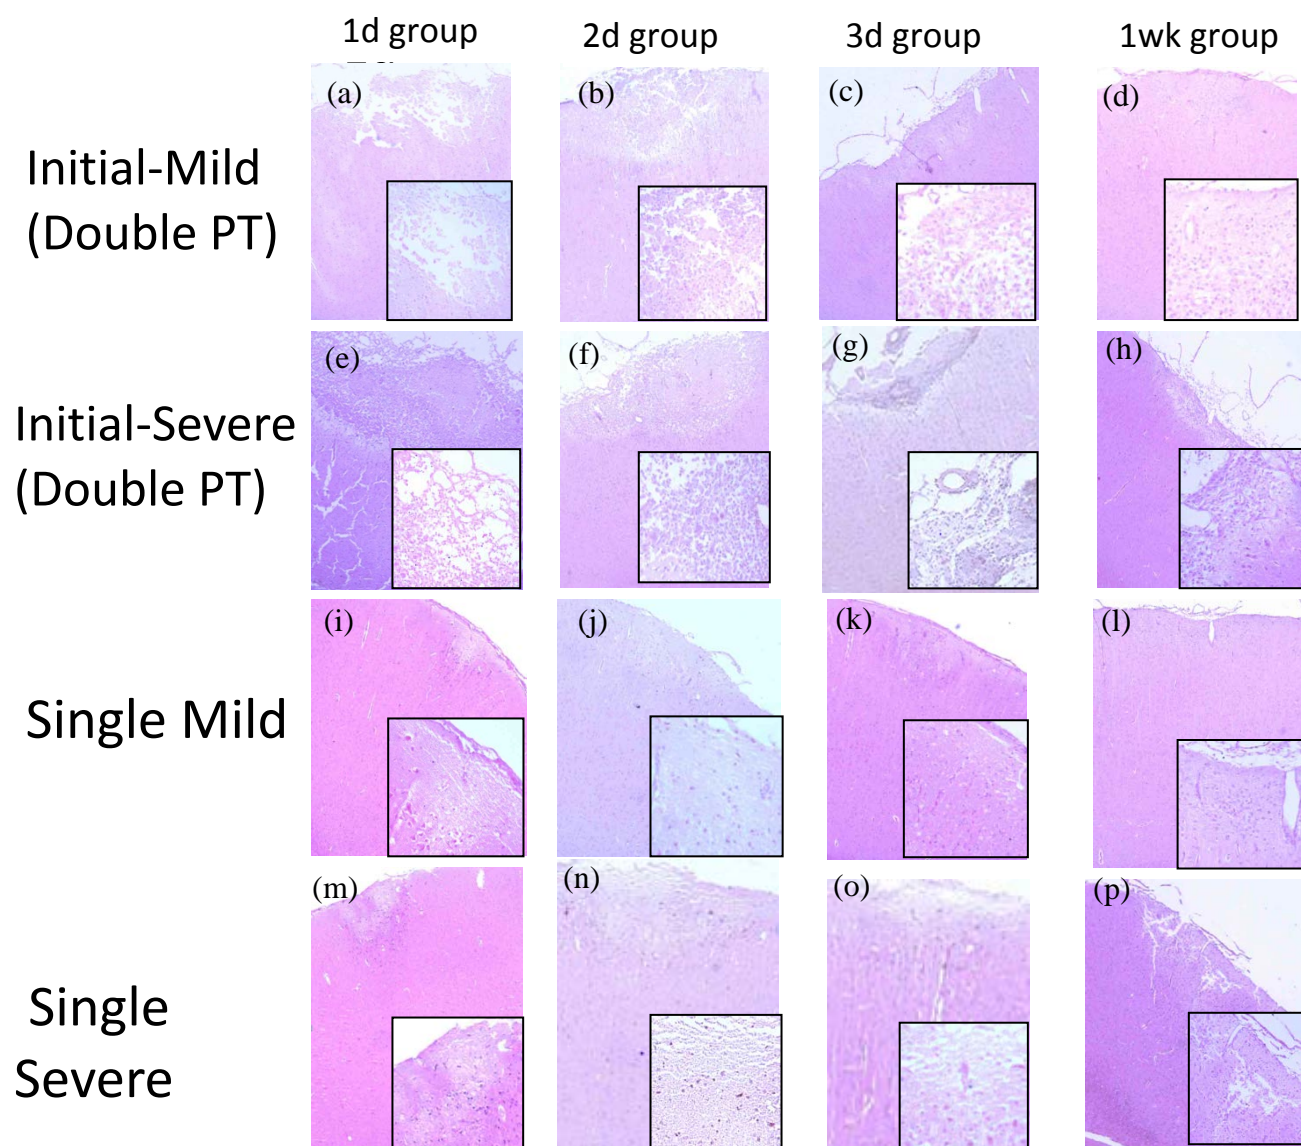 1d group
2d group
3d group
1wk group
(a)
(b)
(c)
(d)
Initial-Mild
(Double PT)
(e)
(f)
(g)
(h)
Initial-Severe
(Double PT)
(i)
(j)
(k)
(l)
Single Mild
(m)
(n)
(o)
(p)
Single
Severe